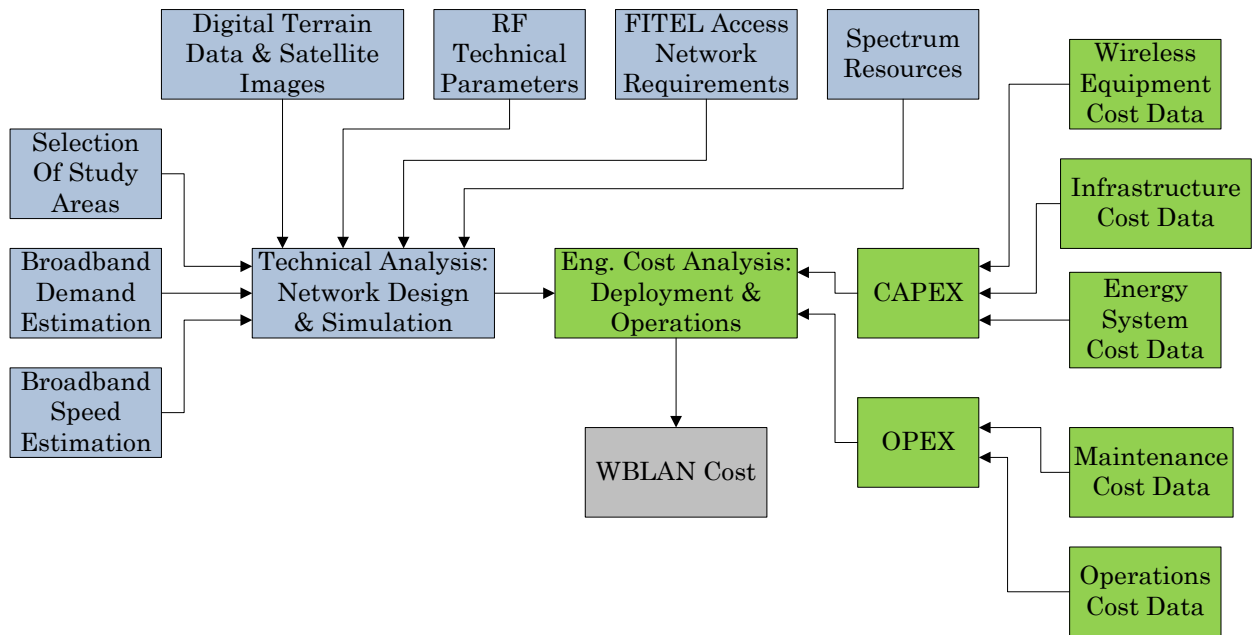 Digital Terrain
Data & Satellite
Images
RF
Technical
Parameters
FITEL Access
Network
Requirements
Spectrum
Resources
Wireless
Equipment
Cost Data
Selection
Of Study
Areas
Infrastructure
Cost Data
Broadband
Demand
Estimation
Technical Analysis:
Network Design
& Simulation
Eng. Cost Analysis:
Deployment &
Operations
CAPEX
Energy
System
Cost Data
Broadband
Speed
Estimation
WBLAN Cost
OPEX
Maintenance
Cost Data
Operations
Cost Data